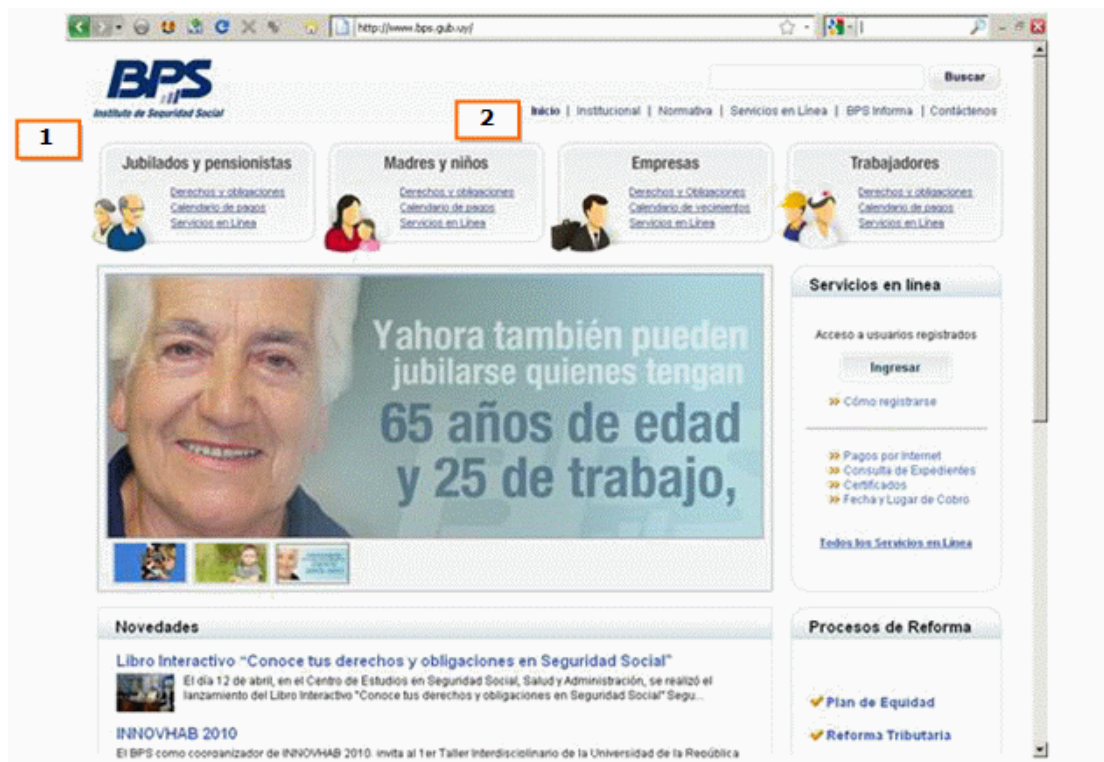 http://www.bps.gub.uy/
BPS
Instituto de Seguridad Social
Buscar
1
2
Inicio | Institucional | Normativa | Servicios en Línea | BPS Informa | Contáctenos
Jubilados y pensionistas
Derechos y obligaciones
Calendario de pagos
Servicios en Línea
Madres y niños
Derechos y obligaciones
Calendario de pagos
Servicios en Línea
Empresas
Derechos y Obligaciones
Calendario de vecimientos
Servicios en Línea
Trabajadores
Derechos y obligaciones
Calendario de pagos
Servicios en Línea
Yahora también pueden
jubilarse quienes tengan
65 años de edad
y 25 de trabajo,
Servicios en línea
Acceso a usuarios registrados
Ingresar
Cómo registrarse
Pagos por Internet
Consulta de Expedientes
Certificados
Fecha y Lugar de Cobro
Todos los Servicios en Línea
Novedades
Libro Interactivo "Conoce tus derechos y obligaciones en Seguridad Social"
El día 12 de abril, en el Centro de Estudios en Seguridad Social, Salud y Administración, se realizó el
lanzamiento del Libro Interactivo "Conoce tus derechos y obligaciones en Seguridad Social" Segu...
INNOVHAB 2010
El BPS como coorganizador de INNOVHAB 2010, invita al 1er Taller Interdisciplinario de la Universidad de la República
Procesos de Reforma
Plan de Equidad
Reforma Tributaria